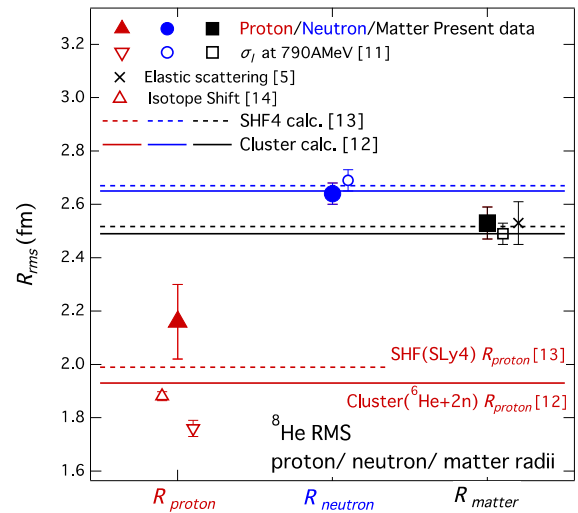 Proton/Neutron/Matter Present data
σI at 790AMeV [11]
Elastic scattering [5]
Isotope Shift [14]
SHF4 calc. [13]
Cluster calc. [12]
3.2
3.0
2.8
2.6
2.4
2.2
2.0
1.8
1.6
Rrms (fm)
SHF(SLy4) Rproton [13]
Cluster(⁶He+2n) Rproton [12]
⁸He RMS
proton/ neutron/ matter radii
Rproton Rneutron Rmatter